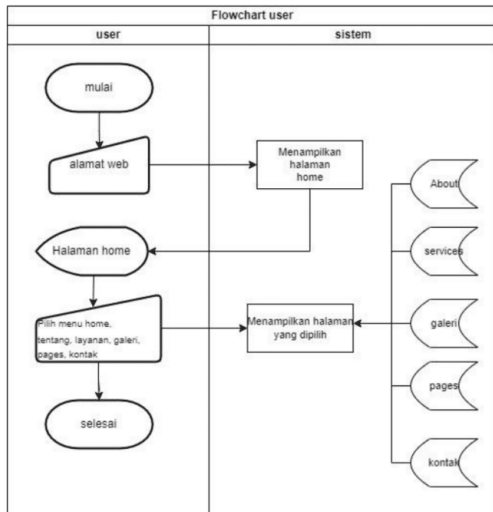 Flowchart user
user
sistem
mulai
alamat web
Menampilkan
halaman
home
About
Halaman home
services
Pilih menu home,
tentang, layanan, galeri,
pages, kontak
Menampilkan halaman
yang dipilih
galeri
pages
selesai
kontak